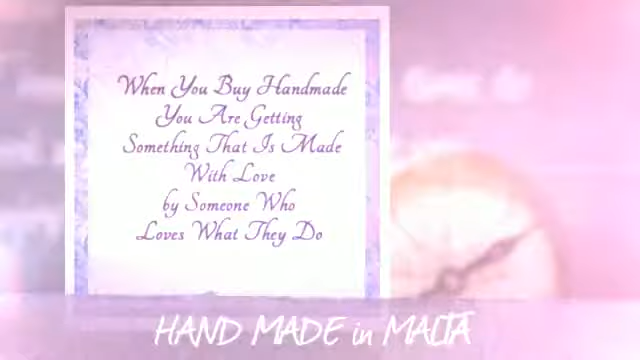 When You Buy Handmade
You Are Getting
Something That Is Made
With Love
by Someone Who
Loves What They Do
HAND MADE in MALTA